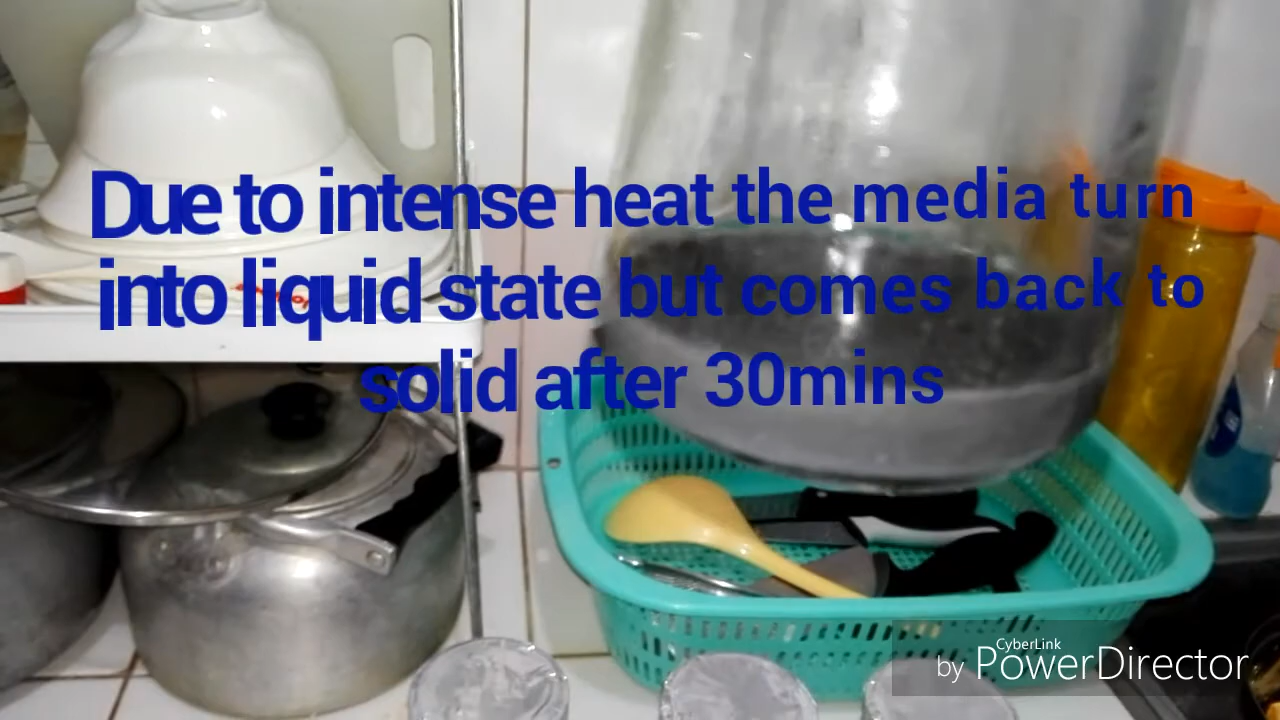 Due to intense heat the media turn
into liquid state but comes back to
solid after 30mins
CyberLink
by PowerDirector